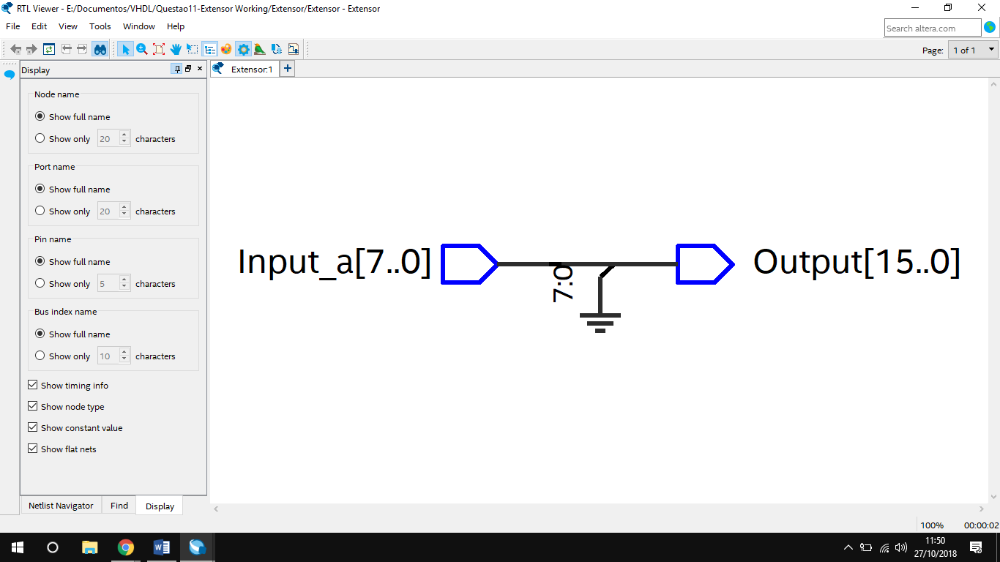 RTL Viewer - E:/Documentos/VHDL/Questao11-Extensor Working/Extensor/Extensor - Extensor
File Edit View Tools Window Help
Search altera.com
Page: 1 of 1
Display
Extensor:1
Node name
Show full name
Show only 20 characters
Port name
Show full name
Show only 20 characters
Pin name
Show full name
Show only 5 characters
Bus index name
Show full name
Show only 10 characters
Show timing info
Show node type
Show constant value
Show flat nets
Netlist Navigator Find Display
Input_a[7..0]
7:0
Output[15..0]
100% 00:00:02
11:50
27/10/2018